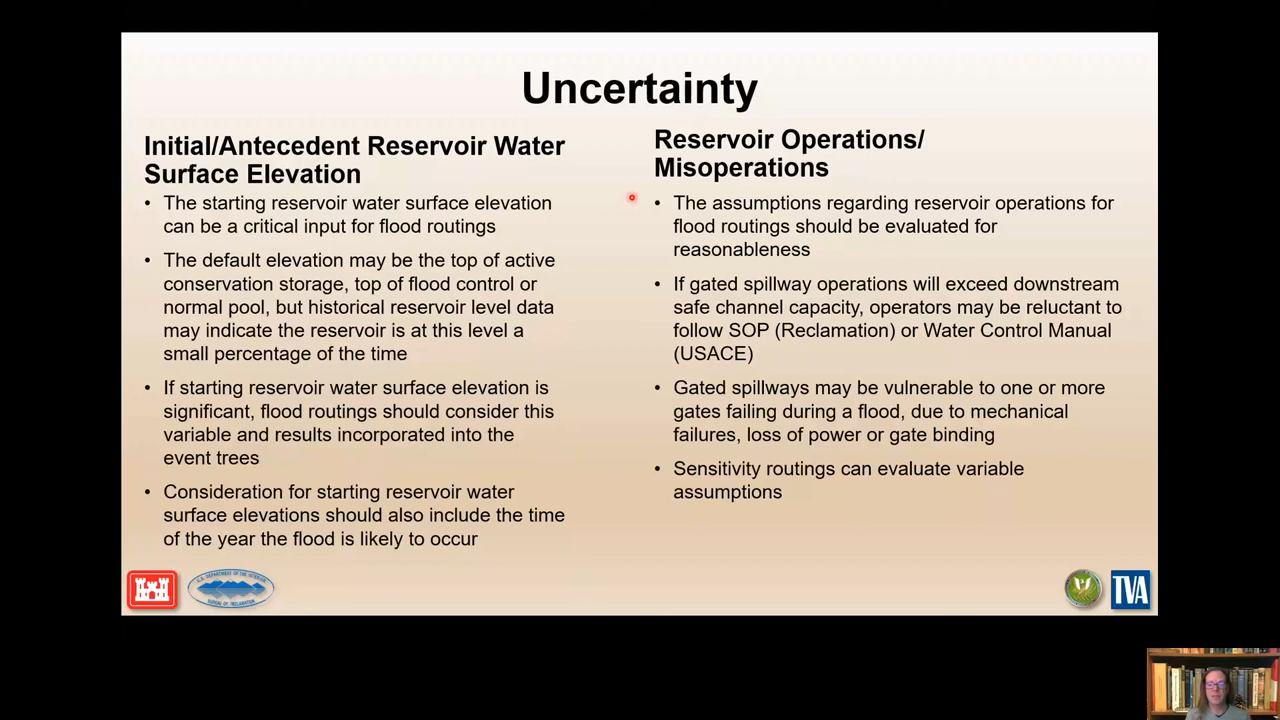 Uncertainty
Initial/Antecedent Reservoir Water
Surface Elevation
• The starting reservoir water surface elevation
can be a critical input for flood routings
• The default elevation may be the top of active
conservation storage, top of flood control or
normal pool, but historical reservoir level data
may indicate the reservoir is at this level a
small percentage of the time
• If starting reservoir water surface elevation is
significant, flood routings should consider this
variable and results incorporated into the
event trees
• Consideration for starting reservoir water
surface elevations should also include the time
of the year the flood is likely to occur
Reservoir Operations/
Misoperations
• The assumptions regarding reservoir operations for
flood routings should be evaluated for
reasonableness
• If gated spillway operations will exceed downstream
safe channel capacity, operators may be reluctant to
follow SOP (Reclamation) or Water Control Manual
(USACE)
• Gated spillways may be vulnerable to one or more
gates failing during a flood, due to mechanical
failures, loss of power or gate binding
• Sensitivity routings can evaluate variable
assumptions
U.S. DEPARTMENT OF THE INTERIOR
BUREAU OF RECLAMATION
TVA